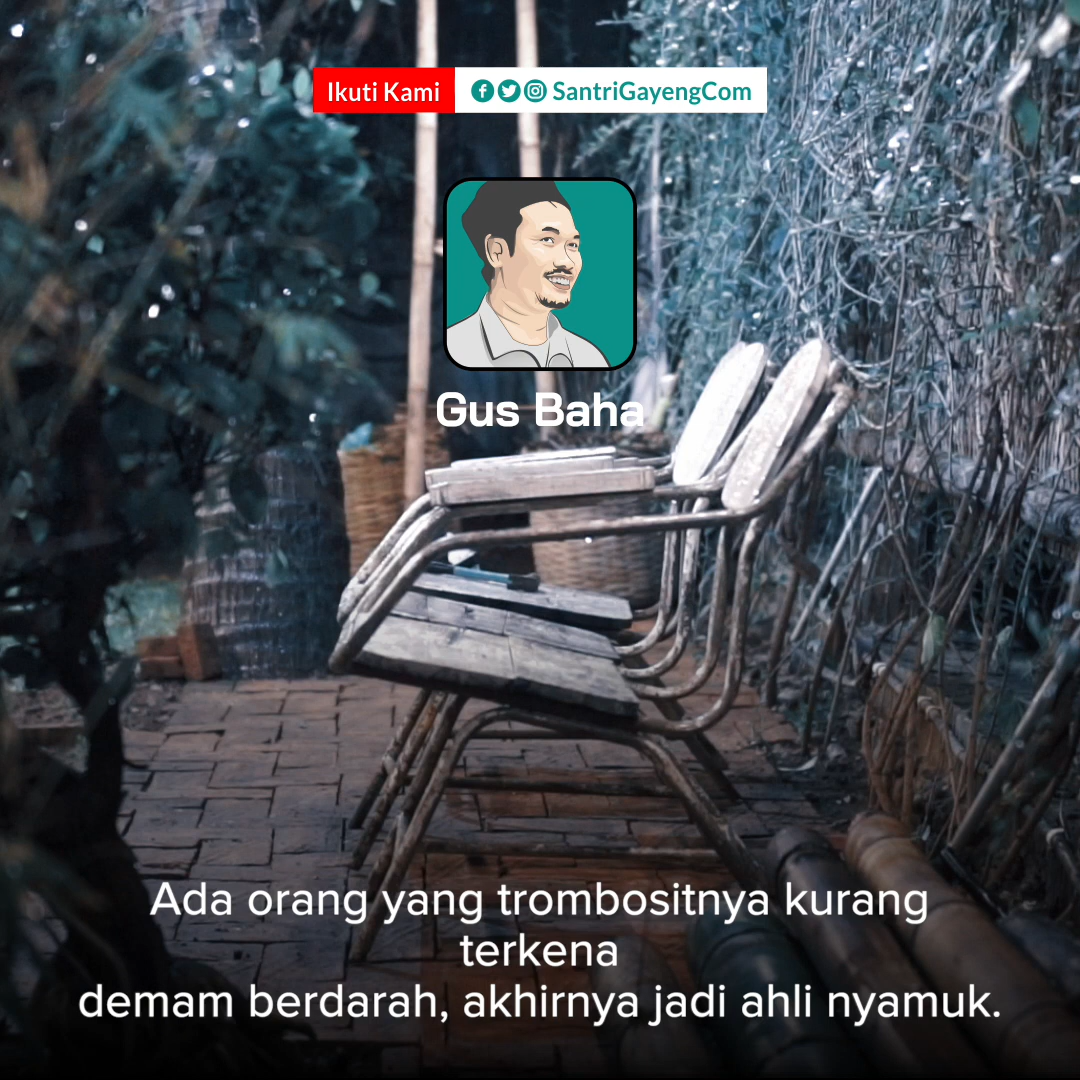 Ikuti Kami SantriGayengCom
Gus Baha
Ada orang yang trombositnya kurang
terkena
demam berdarah, akhirnya jadi ahli nyamuk.